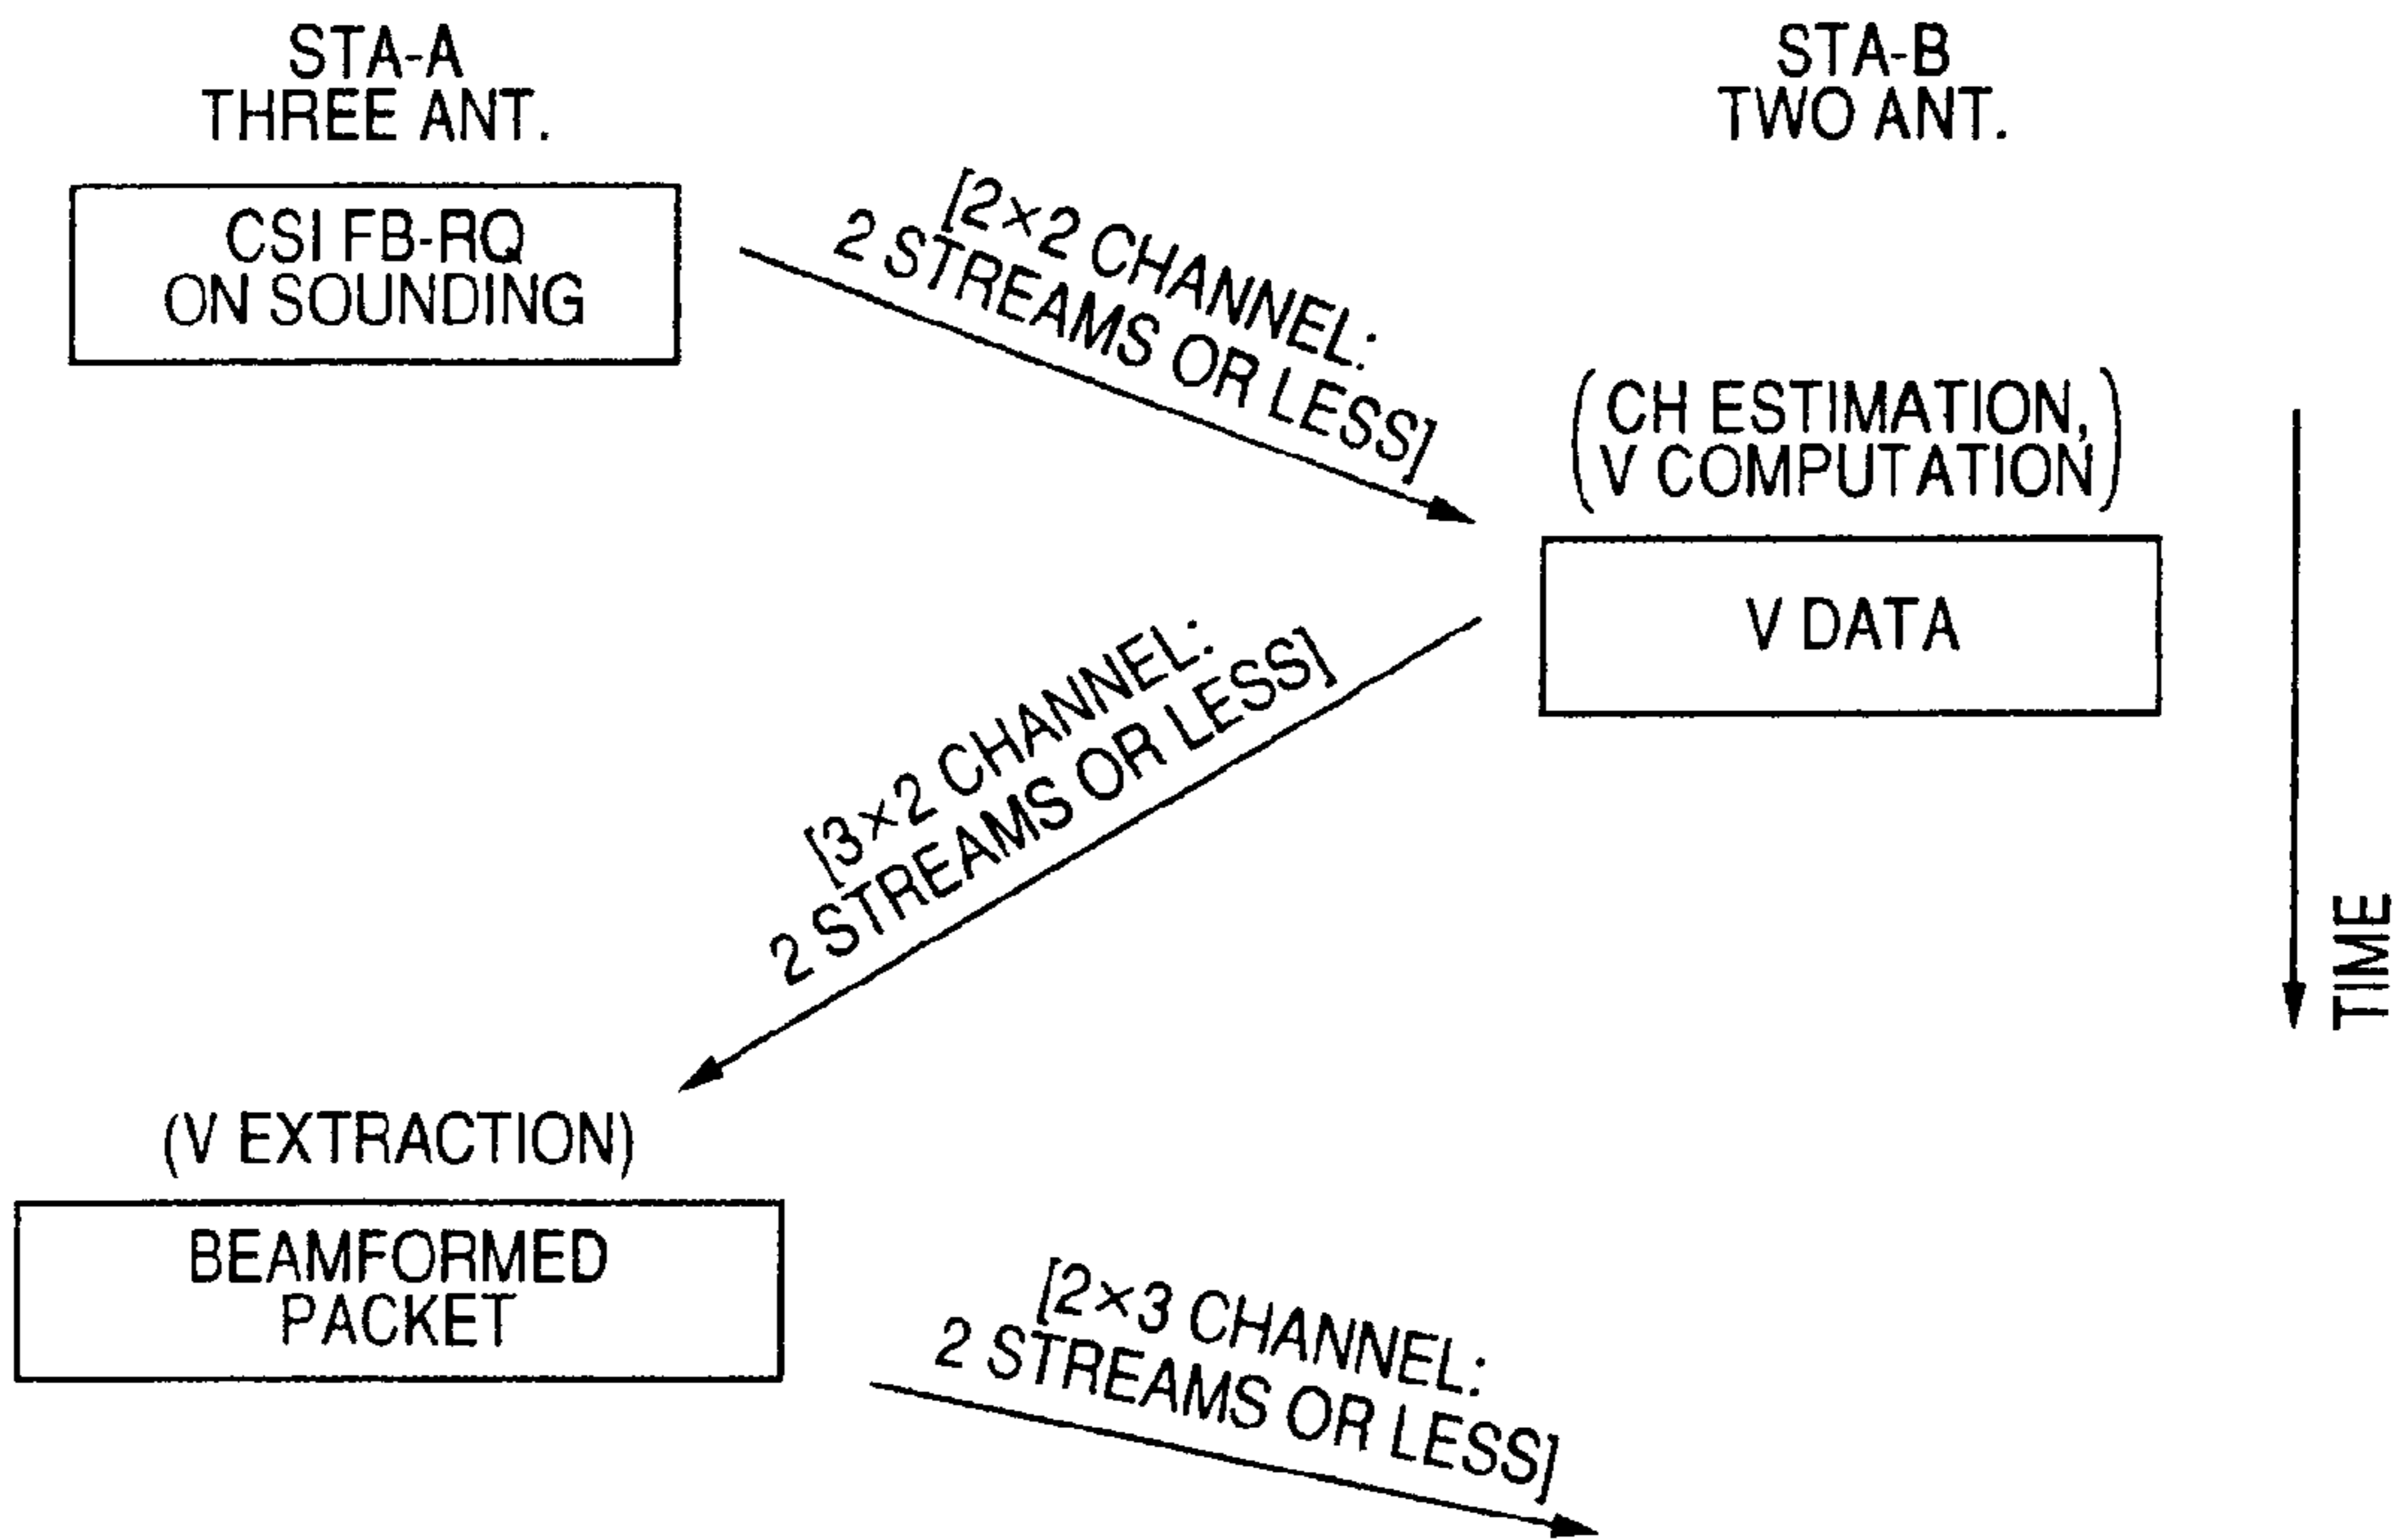 STA-A
THREE ANT.
STA-B
TWO ANT.
CSI FB-RQ
ON SOUNDING
[2×2 CHANNEL:
2 STREAMS OR LESS]
(CH ESTIMATION,
V COMPUTATION)
V DATA
[3×2 CHANNEL:
2 STREAMS OR LESS]
TIME
(V EXTRACTION)
BEAMFORMED
PACKET
[2×3 CHANNEL:
2 STREAMS OR LESS]